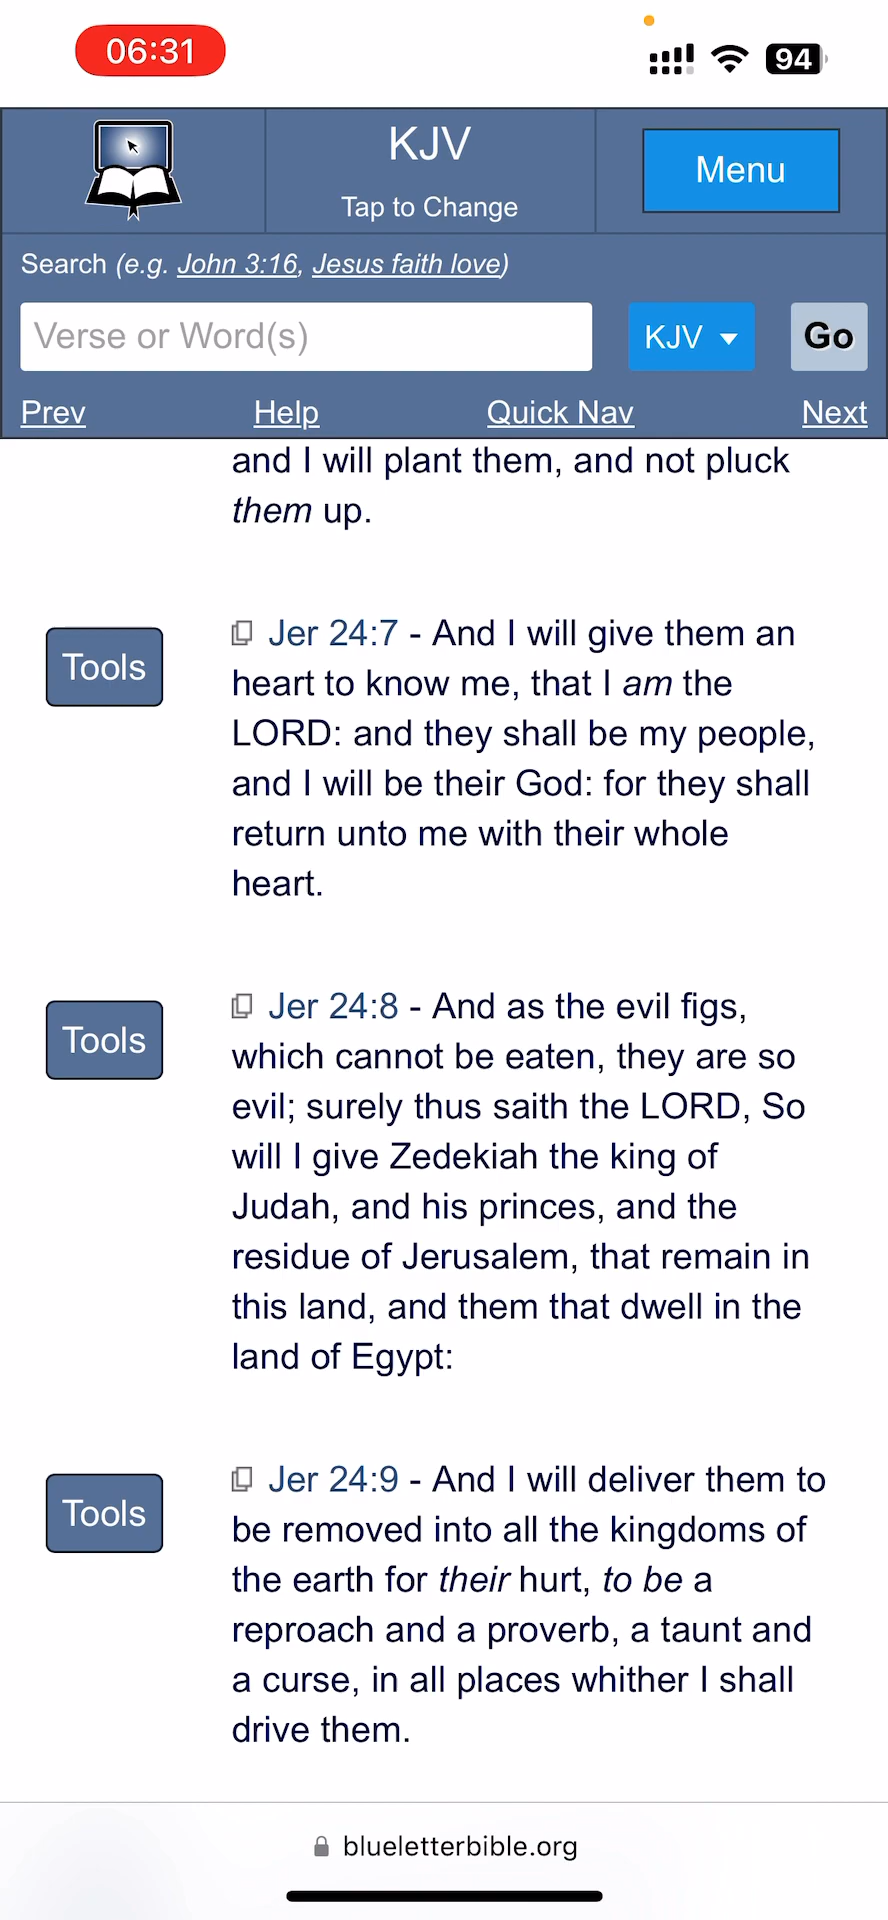 06:31
94
KJV
Tap to Change
Menu
Search (e.g. John 3:16, Jesus faith love)
Verse or Word(s)
KJV
Go
Prev Help Quick Nav Next
and I will plant them, and not pluck
them up.
Tools
Jer 24:7 - And I will give them an
heart to know me, that I am the
LORD: and they shall be my people,
and I will be their God: for they shall
return unto me with their whole
heart.
Tools
Jer 24:8 - And as the evil figs,
which cannot be eaten, they are so
evil; surely thus saith the LORD, So
will I give Zedekiah the king of
Judah, and his princes, and the
residue of Jerusalem, that remain in
this land, and them that dwell in the
land of Egypt:
Tools
Jer 24:9 - And I will deliver them to
be removed into all the kingdoms of
the earth for their hurt, to be a
reproach and a proverb, a taunt and
a curse, in all places whither I shall
drive them.
blueletterbible.org